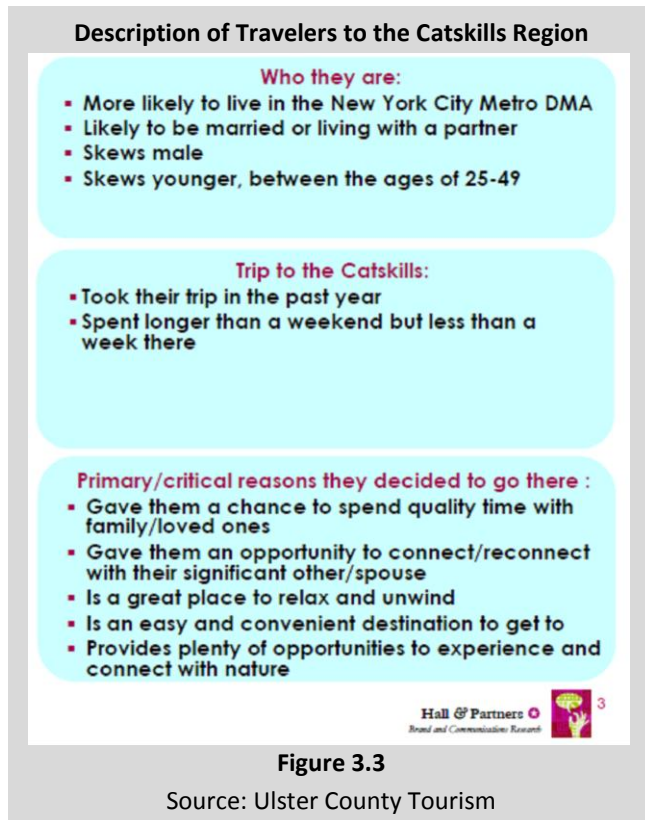 Description of Travelers to the Catskills Region
Who they are:
▪ More likely to live in the New York City Metro DMA
▪ Likely to be married or living with a partner
▪ Skews male
▪ Skews younger, between the ages of 25-49
Trip to the Catskills:
▪ Took their trip in the past year
▪ Spent longer than a weekend but less than a
week there
Primary/critical reasons they decided to go there :
▪ Gave them a chance to spend quality time with
family/loved ones
▪ Gave them an opportunity to connect/reconnect
with their significant other/spouse
▪ Is a great place to relax and unwind
▪ Is an easy and convenient destination to get to
▪ Provides plenty of opportunities to experience and
connect with nature
Hall & Partners
3
Brand and Communications Research
Figure 3.3
Source: Ulster County Tourism